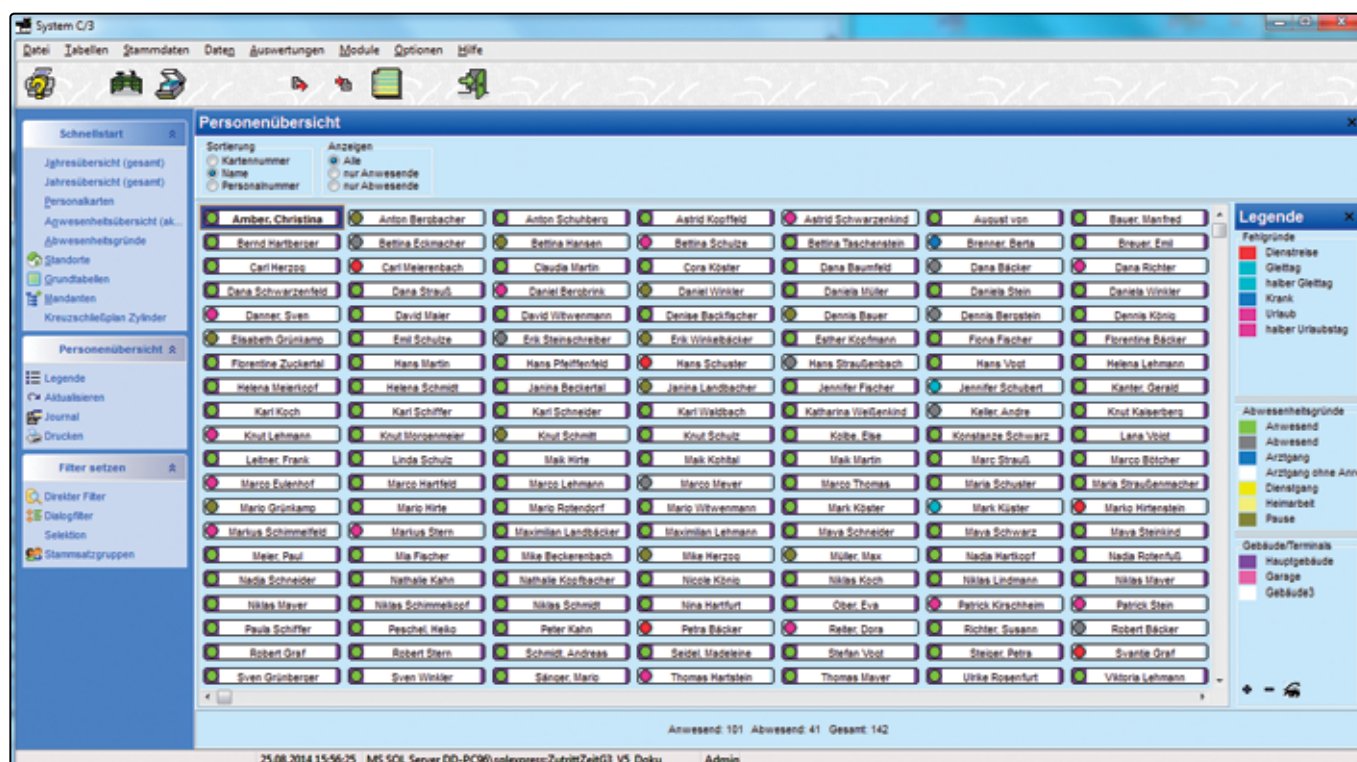 System C/3
Datei Tabellen Stammdaten Daten Auswertungen Module Optionen Hilfe
Schnellstart
Jahresübersicht (gesamt)
Jahresübersicht (gesamt)
Personalkarten
Anwesenheitsübersicht (ak...
Abwesenheitsgründe
Standorte
Grundtabellen
Mandanten
Kreuzschließplan Zylinder
Personenübersicht
Legende
Aktualisieren
Journal
Drucken
Filter setzen
Direkter Filter
Dialogfilter
Selektion
Stammsatzgruppen
Personenübersicht
Sortierung
Kartennummer
Name
Personalnummer
Anzeigen
Alle
nur Anwesende
nur Abwesende
Amber, Christina Anton Bergbacher Anton Schuhberg Astrid Kopffeld Astrid Schwarzenkind August von Bauer, Manfred
Bernd Hartberger Bettina Eckmacher Bettina Hansen Bettina Schulze Bettina Taschenstein Brenner, Berta Breuer, Emil
Carl Herzog Carl Meierenbach Claudia Martin Cora Köster Dana Baumfeld Dana Bäcker Dana Richter
Dana Schwarzenfeld Dana Strauß Daniel Berobrink Daniel Winkler Daniela Müller Daniela Stein Daniela Winkler
Danner, Sven David Maier David Witwenmann Denise Backfischer Dennis Bauer Dennis Bergstein Dennis König
Elisabeth Grünkamp Emil Schulze Erik Steinschreiber Erik Winkelbäcker Esther Kopfmann Fiona Fischer Florentine Bäcker
Florentine Zuckertal Hans Martin Hans Pfeiffenfeld Hans Schuster Hans Straußenbach Hans Vogt Helena Lehmann
Helena Meierkopf Helena Schmidt Janina Beckertal Janina Landbacher Jennifer Fischer Jennifer Schubert Kanter, Gerald
Karl Koch Karl Schiffer Karl Schneider Karl Waldbach Katharina Weißenkind Keller, Andre Knut Kaiserberg
Knut Lehmann Knut Morgenmeier Knut Schmitt Knut Schulz Kolbe, Else Konstanze Schwarz Lana Voigt
Leitner, Frank Linda Schulz Maik Hirte Maik Kohltal Maik Martin Marc Strauß Marco Bötcher
Marco Eulenhof Marco Hartfeld Marco Lehmann Marco Meyer Marco Thomas Maria Schuster Maria Straußenmacher
Mario Grünkamp Mario Hirte Mario Rotendorf Mario Witwenmann Mark Köster Mark Küster Marko Hirtenstein
Markus Schimmelfeld Markus Stern Maximilian Landbäcker Maximilian Lehmann Maya Schneider Maya Schwarz Maya Steinkind
Meier, Paul Mia Fischer Mike Beckerenbach Mike Herzog Müller, Max Nadia Hartkopf Nadia Rotenfuß
Nadja Schneider Nathalie Kahn Nathalie Kopfbacher Nicole König Niklas Koch Niklas Lindmann Niklas Mayer
Niklas Mayer Niklas Schimmelkopf Niklas Schmidt Nina Hartfurt Ober, Eva Patrick Kirschheim Patrick Stein
Paula Schiffer Peschel, Heiko Peter Kahn Petra Bäcker Reiter, Dora Richter, Susann Robert Bäcker
Robert Graf Robert Stern Schmidt, Andreas Seidel, Madeleine Stefan Vogt Steiger, Petra Svantje Graf
Sven Grünberger Sven Winkler Sänger, Mario Thomas Hartstein Thomas Mayer Ulrike Rosenfurt Viktoria Lehmann
Legende
Fehlgründe
Dienstreise
Gleittag
halber Gleittag
Krank
Urlaub
halber Urlaubstag
Abwesenheitsgründe
Anwesend
Abwesend
Arztgang
Arztgang ohne Anr
Dienstgang
Heimarbeit
Pause
Gebäude/Terminals
Hauptgebäude
Garage
Gebäude3
Anwesend: 101 Abwesend: 41 Gesamt: 142
25.08.2014 15:56:25 MS SQL Server DD-PC96\sqlexpress:ZutrittZeitG3_V5_Doku Admin